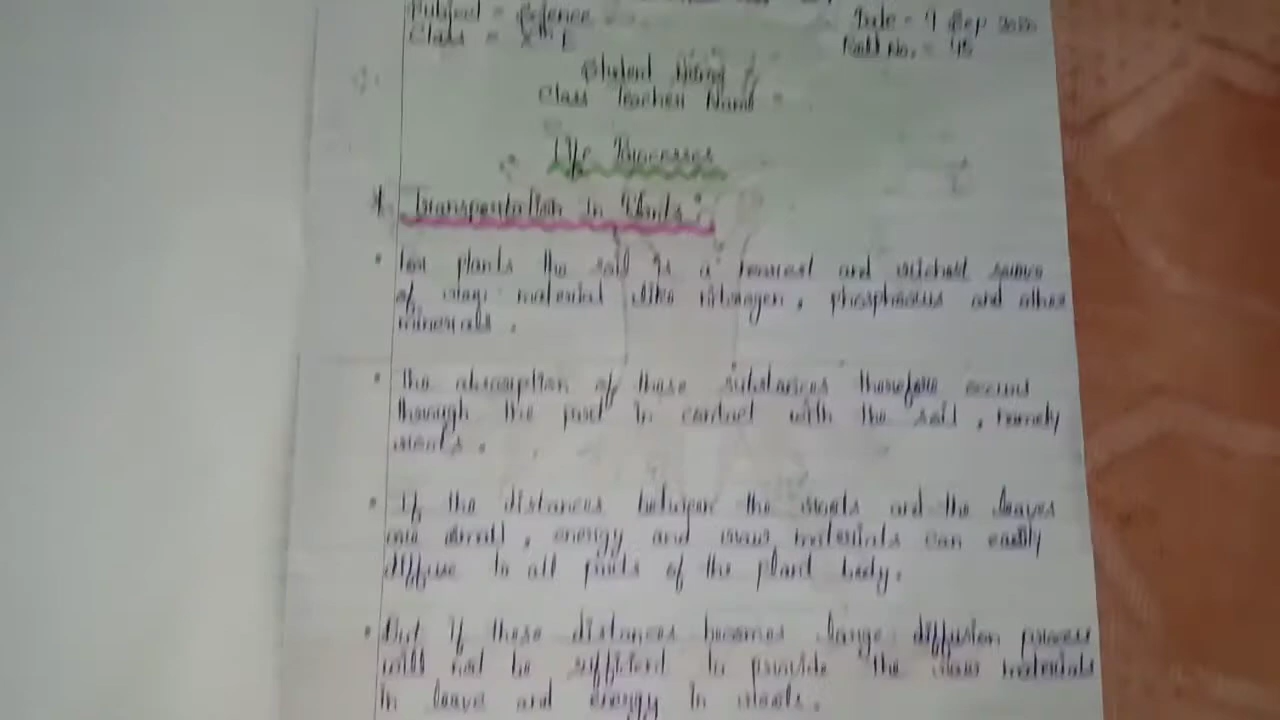 Subject = Science
Class = Xth E
Date = 9 Sep 2020
Roll No. = 45
Student Name
Class Teacher Name =
Life Processes
* Transportation in Plants :
• For plants the soil is a nearest and richest source
of raw material like nitrogen, phosphorus and other
minerals.
• The absorption of these substances therefore occurs
through the part in contact with the soil, namely
roots.
• If the distances between the roots and the leaves
are small, energy and raw materials can easily
diffuse to all parts of the plant body.
• But if these distances becomes large diffusion process
will not be sufficient to provide the raw materials
in leaves and energy in roots.